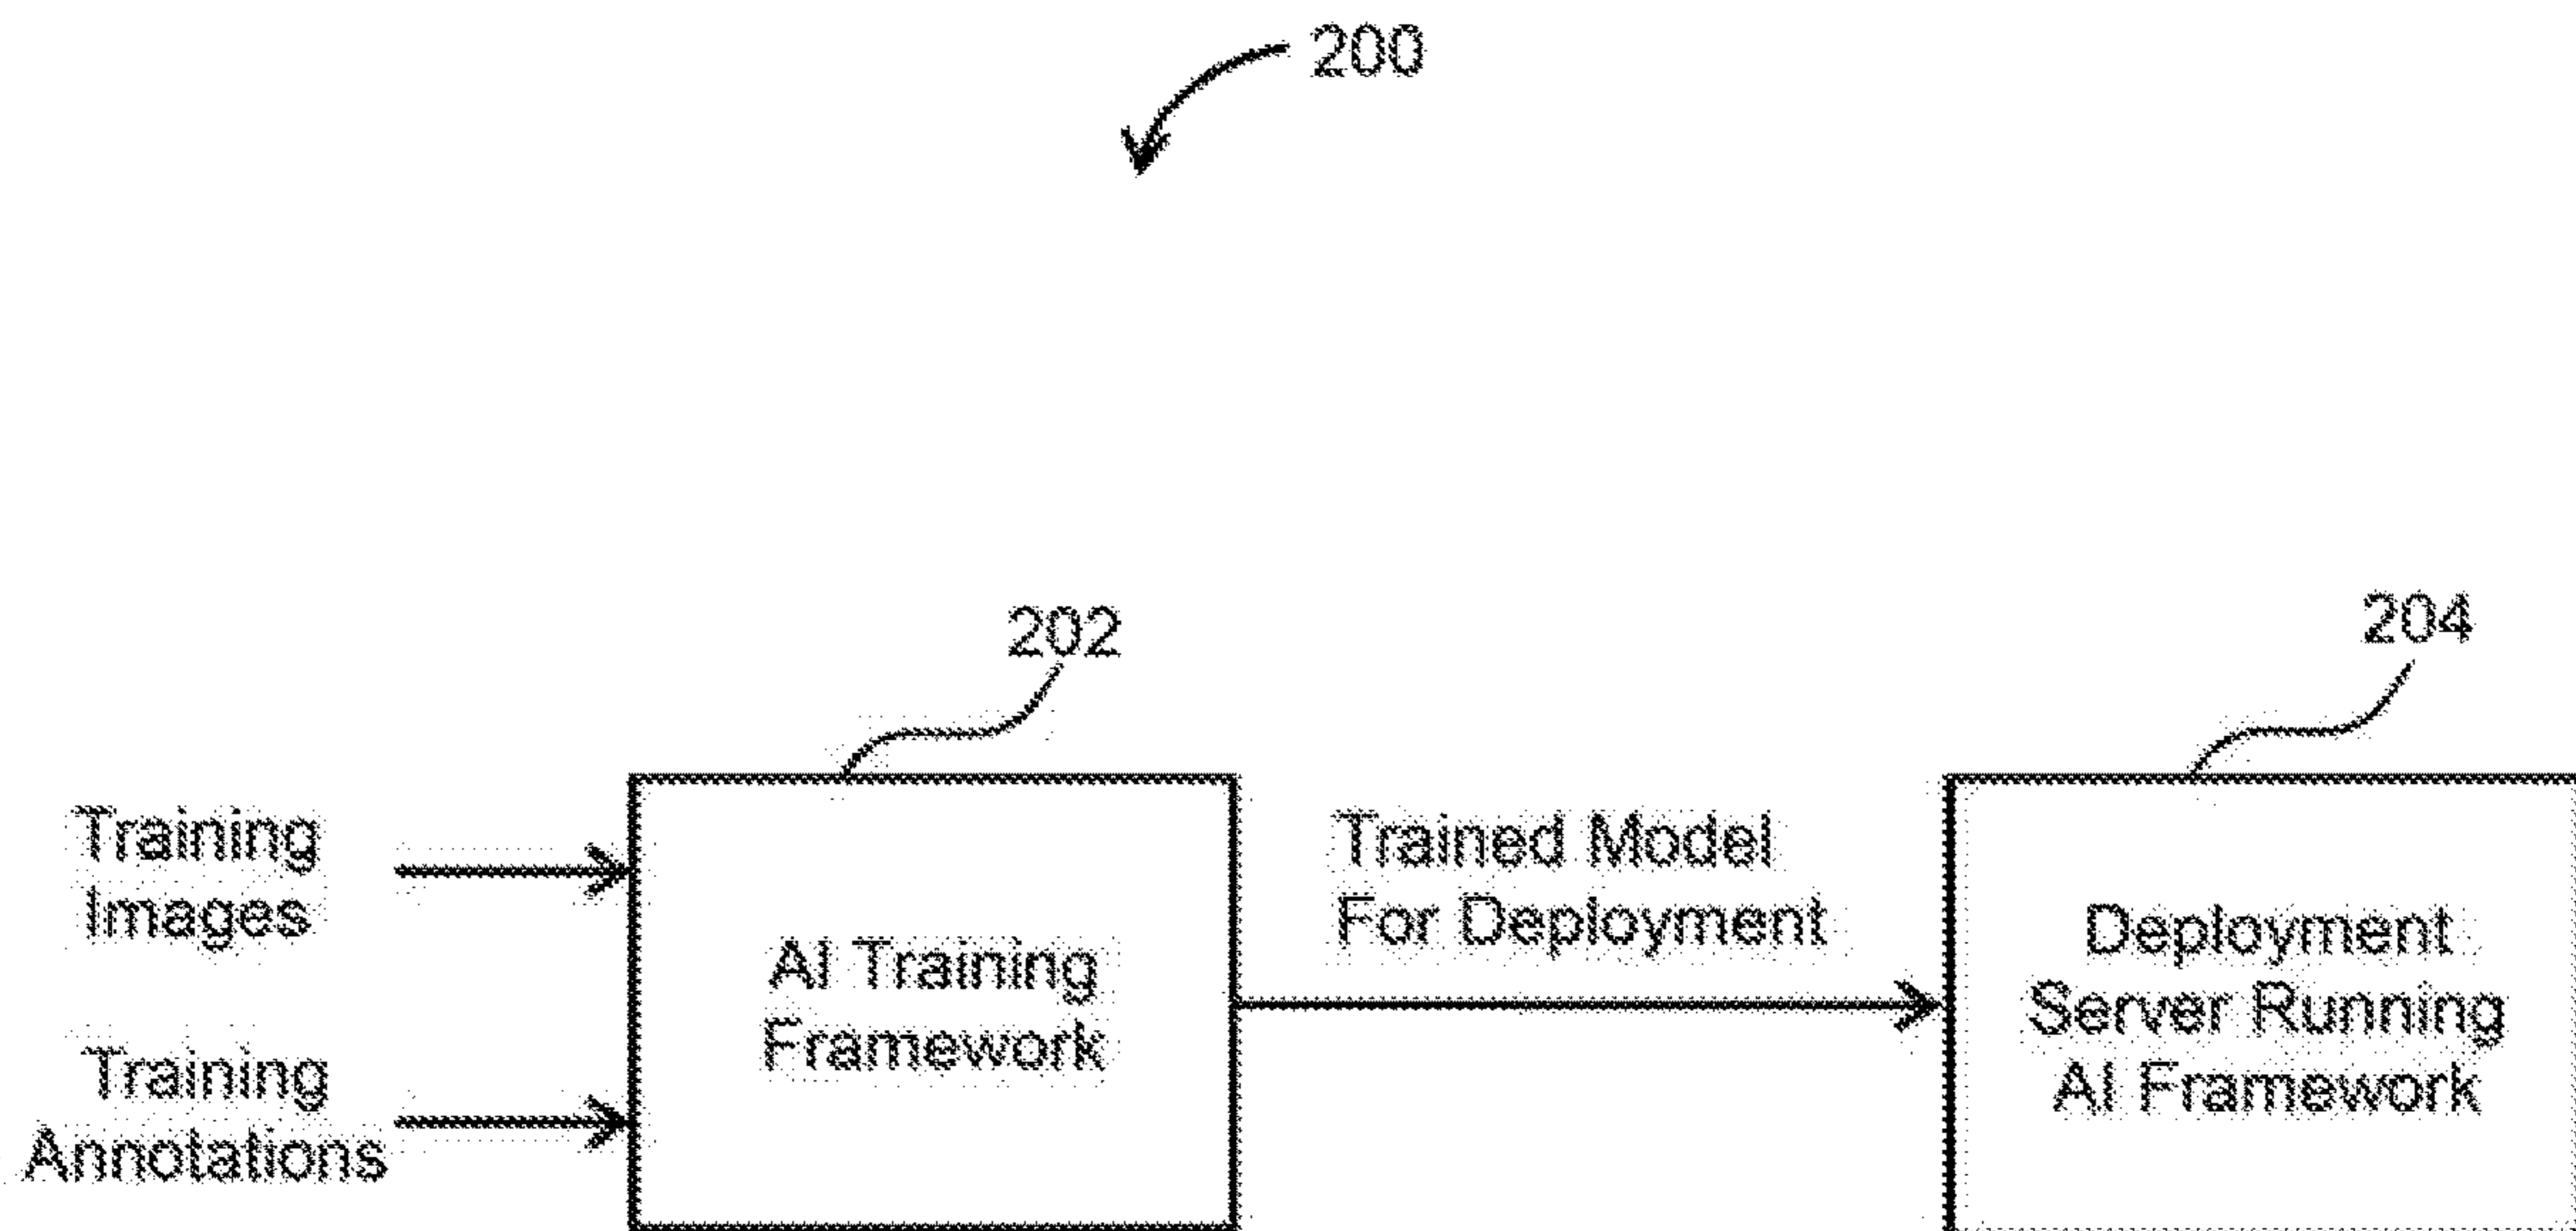 200
202
204
Training
Images
Training
Annotations
AI Training
Framework
Trained Model
For Deployment
Deployment
Server Running
AI Framework